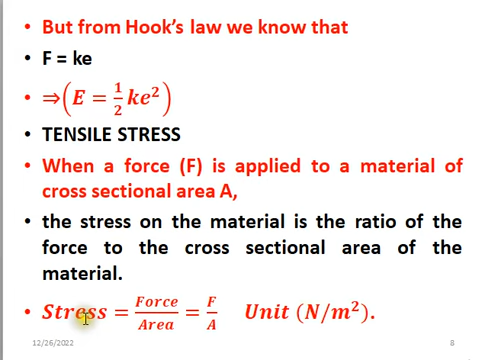 • But from Hook's law we know that
• F = ke
• ⇒(E = 1/2 ke²)
• TENSILE STRESS
• When a force (F) is applied to a material of
cross sectional area A,
• the stress on the material is the ratio of the
force to the cross sectional area of the
material.
• Stress = Force/Area = F/A Unit (N/m²).
12/26/2022 8